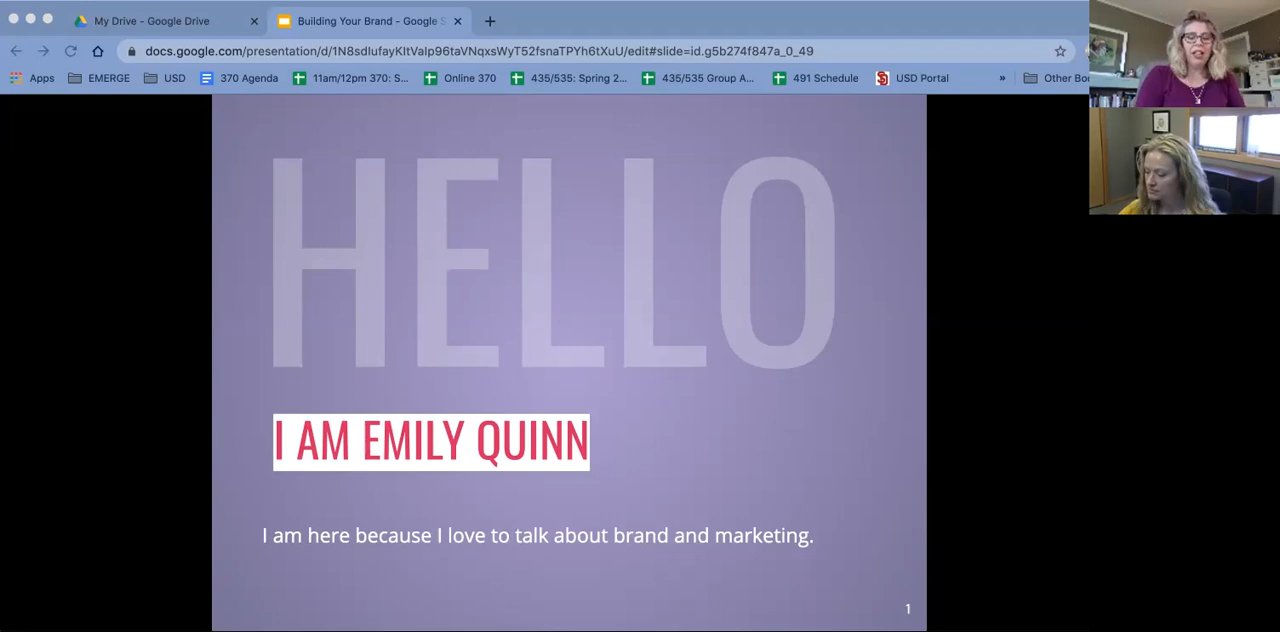 My Drive - Google Drive
Building Your Brand - Google S
docs.google.com/presentation/d/1N8sdIufayKItValp96taVNqxsWyT52fsnaTPYh6tXuU/edit#slide=id.g5b274f847a_0_49
Apps EMERGE USD 370 Agenda 11am/12pm 370: S... Online 370 435/535: Spring 2... 435/535 Group A... 491 Schedule USD Portal » Other Bo
HELLO
I AM EMILY QUINN
I am here because I love to talk about brand and marketing.
1